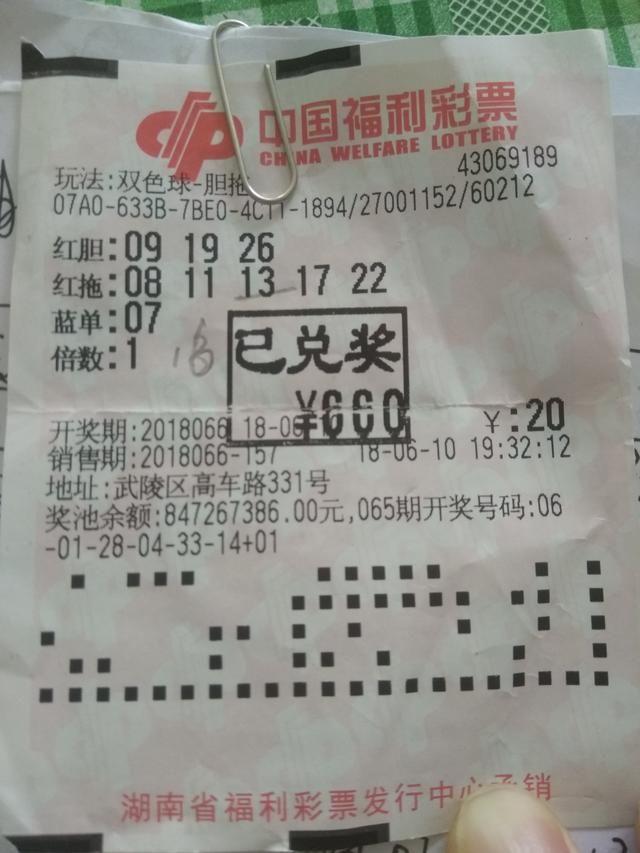 中国福利彩票
CHINA WELFARE LOTTERY
43069189
玩法:双色球-胆拖
07A0-633B-7BE0-4C11-1894/27001152/60212
红胆:09 19 26
红拖:08 11 13 17 22
蓝单:07
倍数:1
已兑奖
¥660
¥:20
开奖期:2018066 18-06
销售期:2018066-157 18-06-10 19:32:12
地址:武陵区高车路331号
奖池余额:847267386.00元,065期开奖号码:06
-01-28-04-33-14+01
湖南省福利彩票发行中心承销